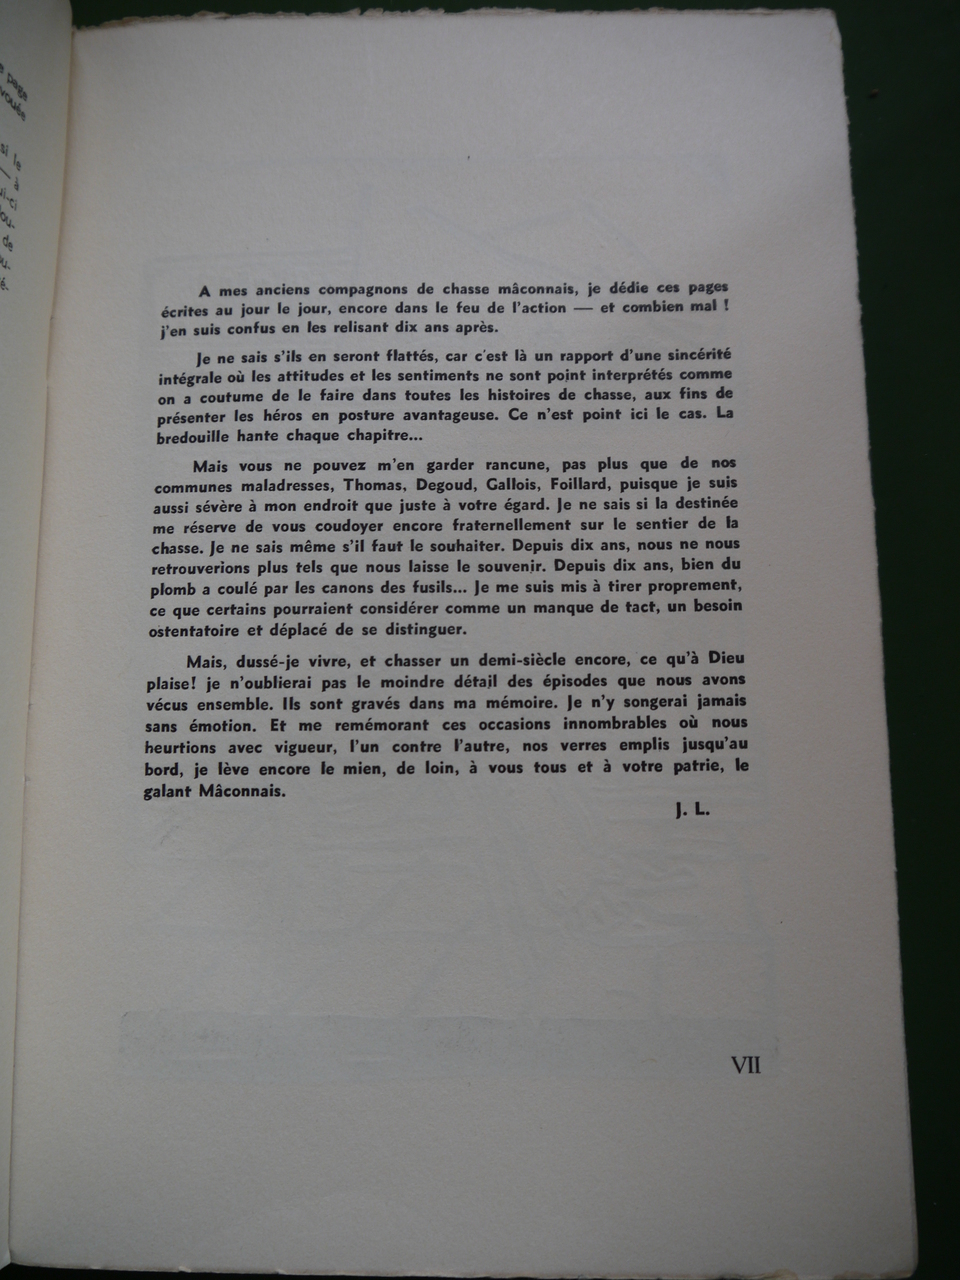 e page
vouée
si le
— à
ui-ci
ou-
de
u-
é-
A mes anciens compagnons de chasse mâconnais, je dédie ces pages
écrites au jour le jour, encore dans le feu de l'action — et combien mal !
j'en suis confus en les relisant dix ans après.
Je ne sais s'ils en seront flattés, car c'est là un rapport d'une sincérité
intégrale où les attitudes et les sentiments ne sont point interprétés comme
on a coutume de le faire dans toutes les histoires de chasse, aux fins de
présenter les héros en posture avantageuse. Ce n'est point ici le cas. La
bredouille hante chaque chapitre...
Mais vous ne pouvez m'en garder rancune, pas plus que de nos
communes maladresses, Thomas, Degoud, Gallois, Foillard, puisque je suis
aussi sévère à mon endroit que juste à votre égard. Je ne sais si la destinée
me réserve de vous coudoyer encore fraternellement sur le sentier de la
chasse. Je ne sais même s'il faut le souhaiter. Depuis dix ans, nous ne nous
retrouverions plus tels que nous laisse le souvenir. Depuis dix ans, bien du
plomb a coulé par les canons des fusils... Je me suis mis à tirer proprement,
ce que certains pourraient considérer comme un manque de tact, un besoin
ostentatoire et déplacé de se distinguer.
Mais, dussé-je vivre, et chasser un demi-siècle encore, ce qu'à Dieu
plaise! je n'oublierai pas le moindre détail des épisodes que nous avons
vécus ensemble. Ils sont gravés dans ma mémoire. Je n'y songerai jamais
sans émotion. Et me remémorant ces occasions innombrables où nous
heurtions avec vigueur, l'un contre l'autre, nos verres emplis jusqu'au
bord, je lève encore le mien, de loin, à vous tous et à votre patrie, le
galant Mâconnais.
J. L.
VII